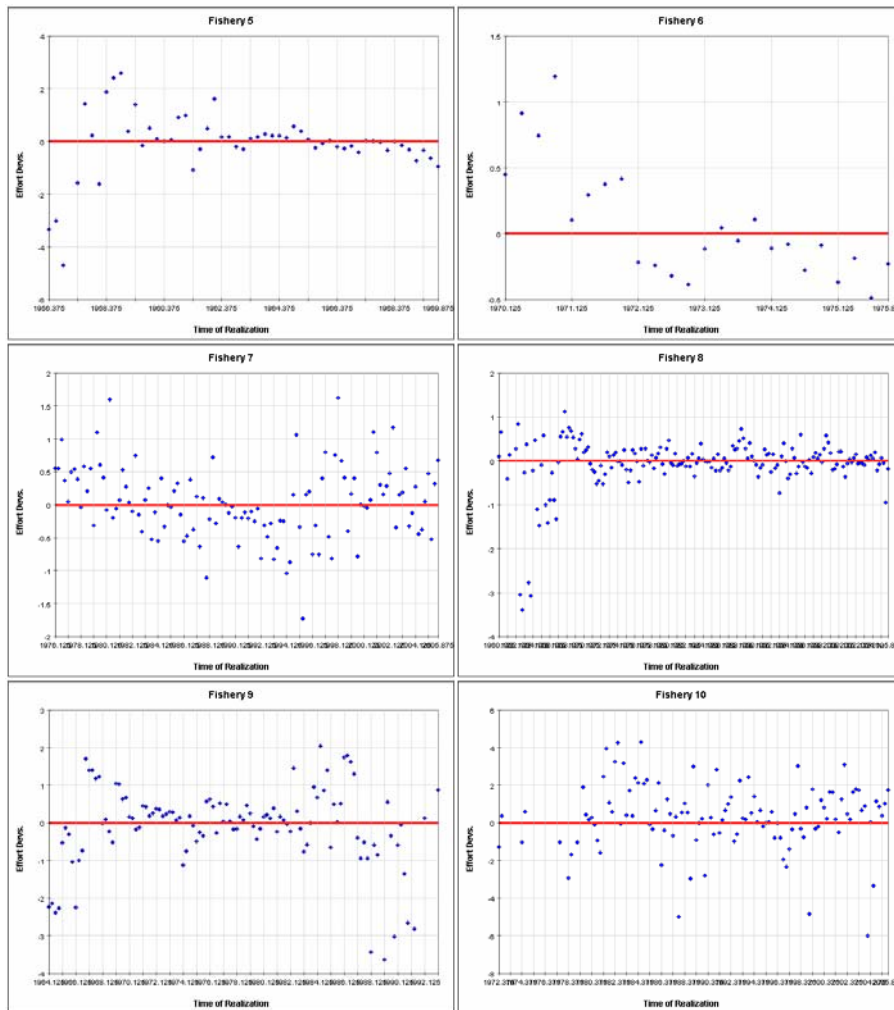 Fishery 5
4
2
0
-2
-4
-6
Effort Devs.
1956.375 1958.375 1960.375 1962.375 1964.375 1966.375 1968.375 1969.875
Time of Realization
Fishery 6
1.5
1
0.5
0
-0.5
Effort Devs.
1970.125 1971.125 1972.125 1973.125 1974.125 1975.125
Time of Realization
Fishery 7
2
1.5
1
0.5
0
-0.5
-1
-1.5
-2
Effort Devs.
Time of Realization
Fishery 8
2
1
0
-1
-2
-3
-4
Effort Devs.
Time of Realization
Fishery 9
3
2
1
0
-1
-2
-3
-4
Effort Devs.
Time of Realization
Fishery 10
6
4
2
0
-2
-4
-6
-8
Effort Devs.
Time of Realization